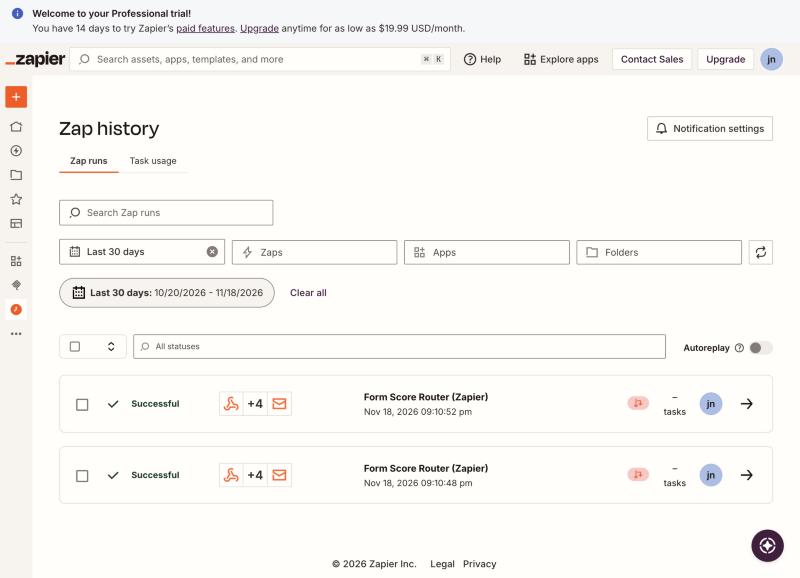 Welcome to your Professional trial!
You have 14 days to try Zapier's paid features. Upgrade anytime for as low as $19.99 USD/month.
_zapier
Search assets, apps, templates, and more
⌘ K
Help
Explore apps
Contact Sales
Upgrade
jn
Zap history
Notification settings
Zap runs
Task usage
Search Zap runs
Last 30 days
Zaps
Apps
Folders
Last 30 days: 10/20/2026 - 11/18/2026
Clear all
All statuses
Autoreplay
Successful
+4
Form Score Router (Zapier)
Nov 18, 2026 09:10:52 pm
– tasks
jn
Successful
+4
Form Score Router (Zapier)
Nov 18, 2026 09:10:48 pm
– tasks
jn
© 2026 Zapier Inc.
Legal
Privacy